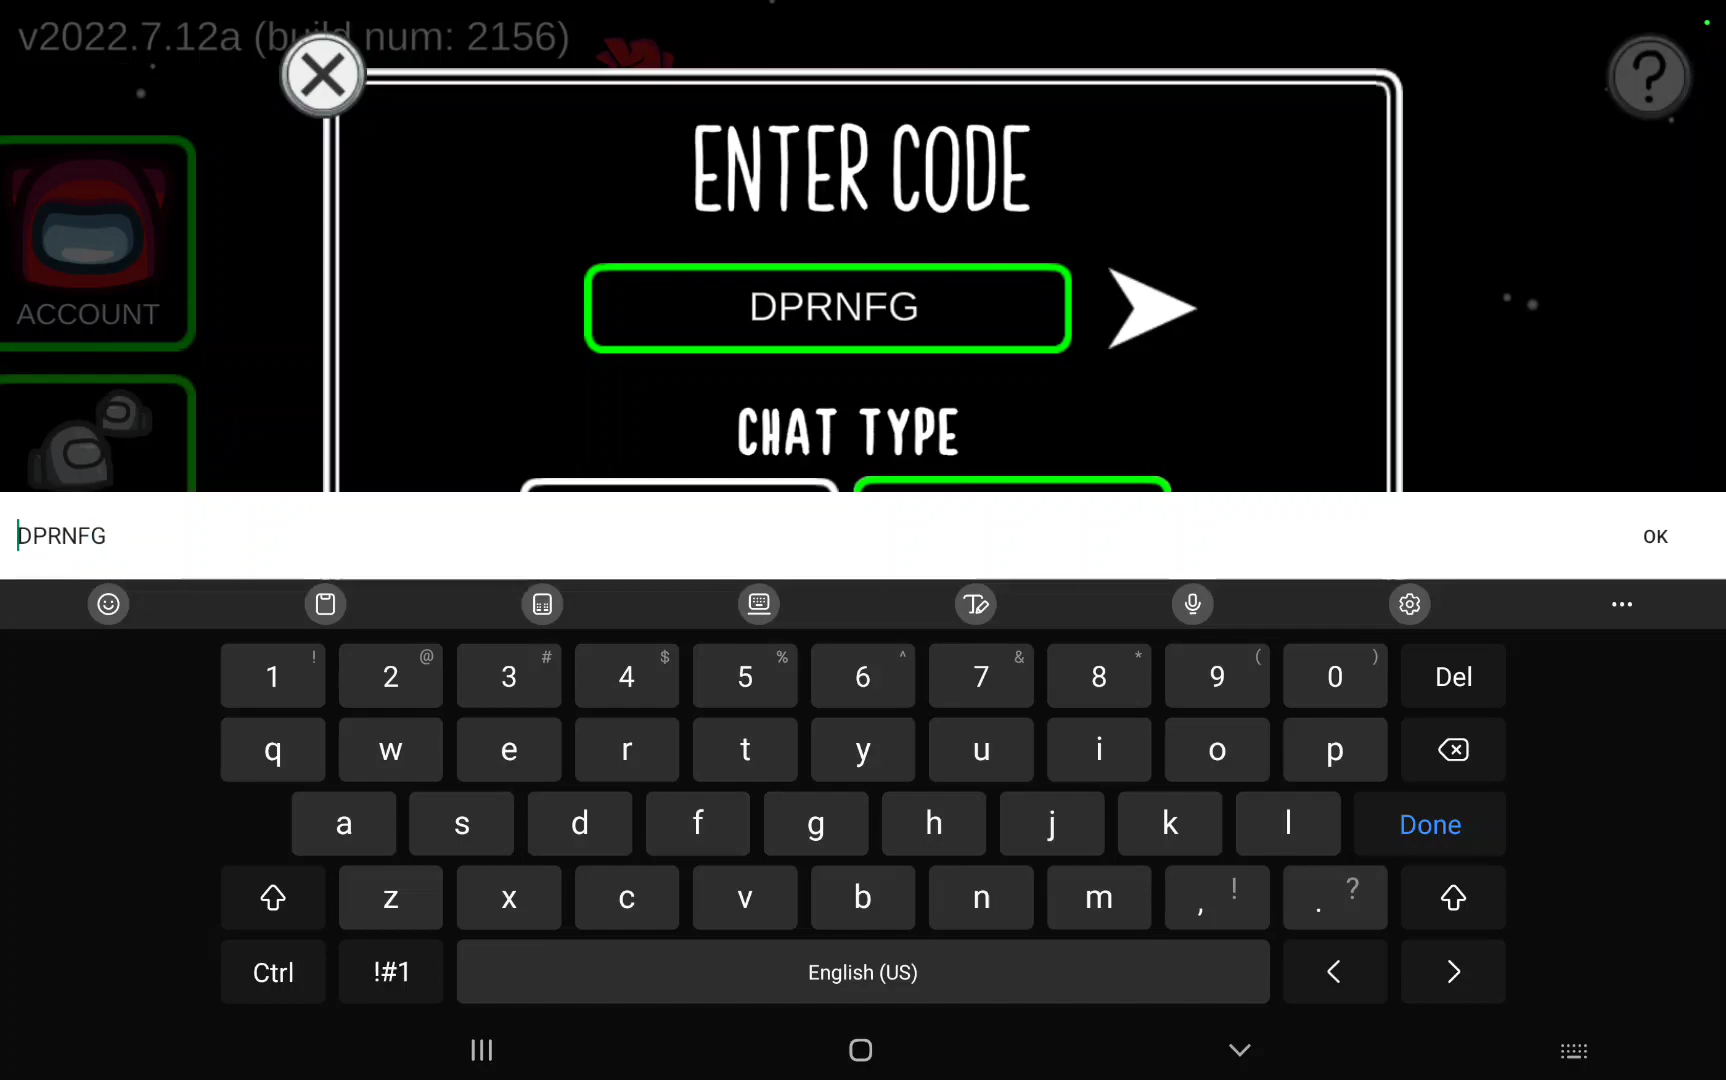 v2022.7.12a (build num: 2156)
ENTER CODE
DPRNFG
ACCOUNT
CHAT TYPE
DPRNFG
OK
1 ! 2 @ 3 # 4 $ 5 % 6 ^ 7 & 8 * 9 ( 0 ) Del
q w e r t y u i o p
a s d f g h j k l Done
z x c v b n m , ! . ?
Ctrl !#1 English (US) < >